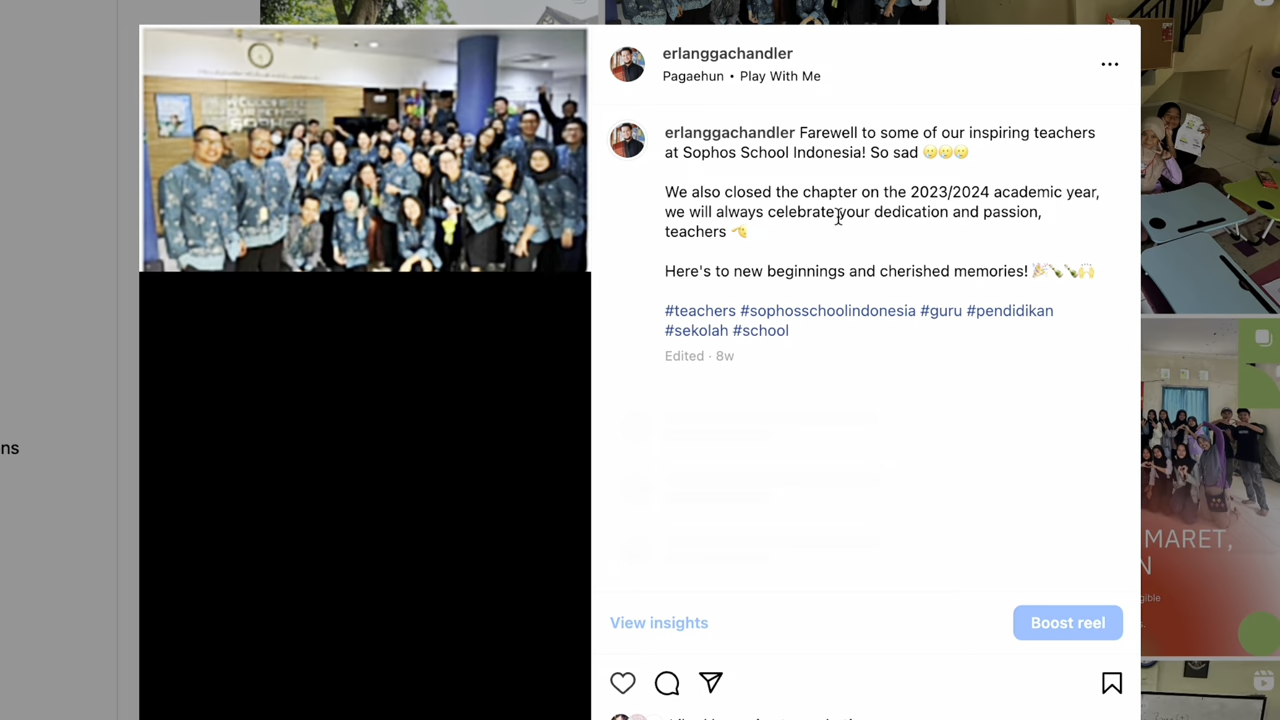 erlanggachandler
Pagaehun • Play With Me
erlanggachandler Farewell to some of our inspiring teachers
at Sophos School Indonesia! So sad 🥲🥲🥲
We also closed the chapter on the 2023/2024 academic year,
we will always celebrate your dedication and passion,
teachers 🫡
Here's to new beginnings and cherished memories! 🎉🍾🍾🙌
#teachers #sophosschoolindonesia #guru #pendidikan
#sekolah #school
Edited · 8w
ns
MARET,
N
gible
View insights
Boost reel